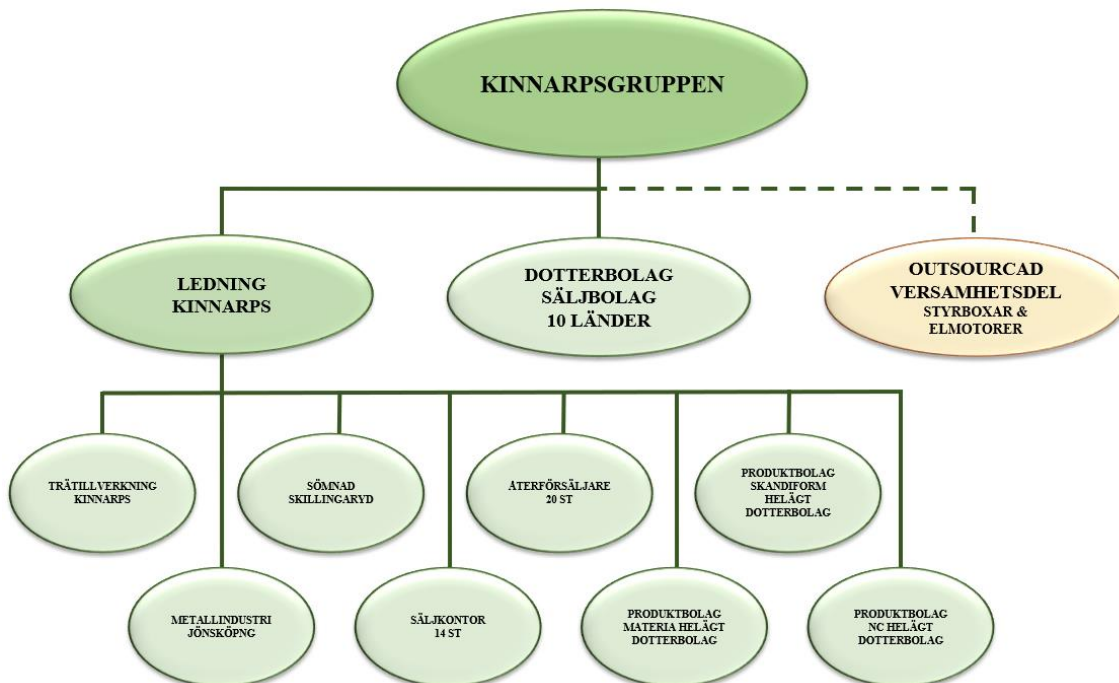 KINNARPSGRUPPEN
LEDNING
KINNARPS
DOTTERBOLAG
SÄLJBOLAG
10 LÄNDER
OUTSOURCAD
VERSAMHETSDEL
STYRBOXAR &
ELMOTORER
TRÄTILLVERKNING
KINNARPS
SÖMNAD
SKILLINGARYD
ÅTERFÖRSÄLJARE
20 ST
PRODUKTBOLAG
SKANDIFORM
HELÄGT
DOTTERBOLAG
METALLINDUSTRI
JÖNSKÖPNG
SÄLJKONTOR
14 ST
PRODUKTBOLAG
MATERIA HELÄGT
DOTTERBOLAG
PRODUKTBOLAG
NC HELÄGT
DOTTERBOLAG